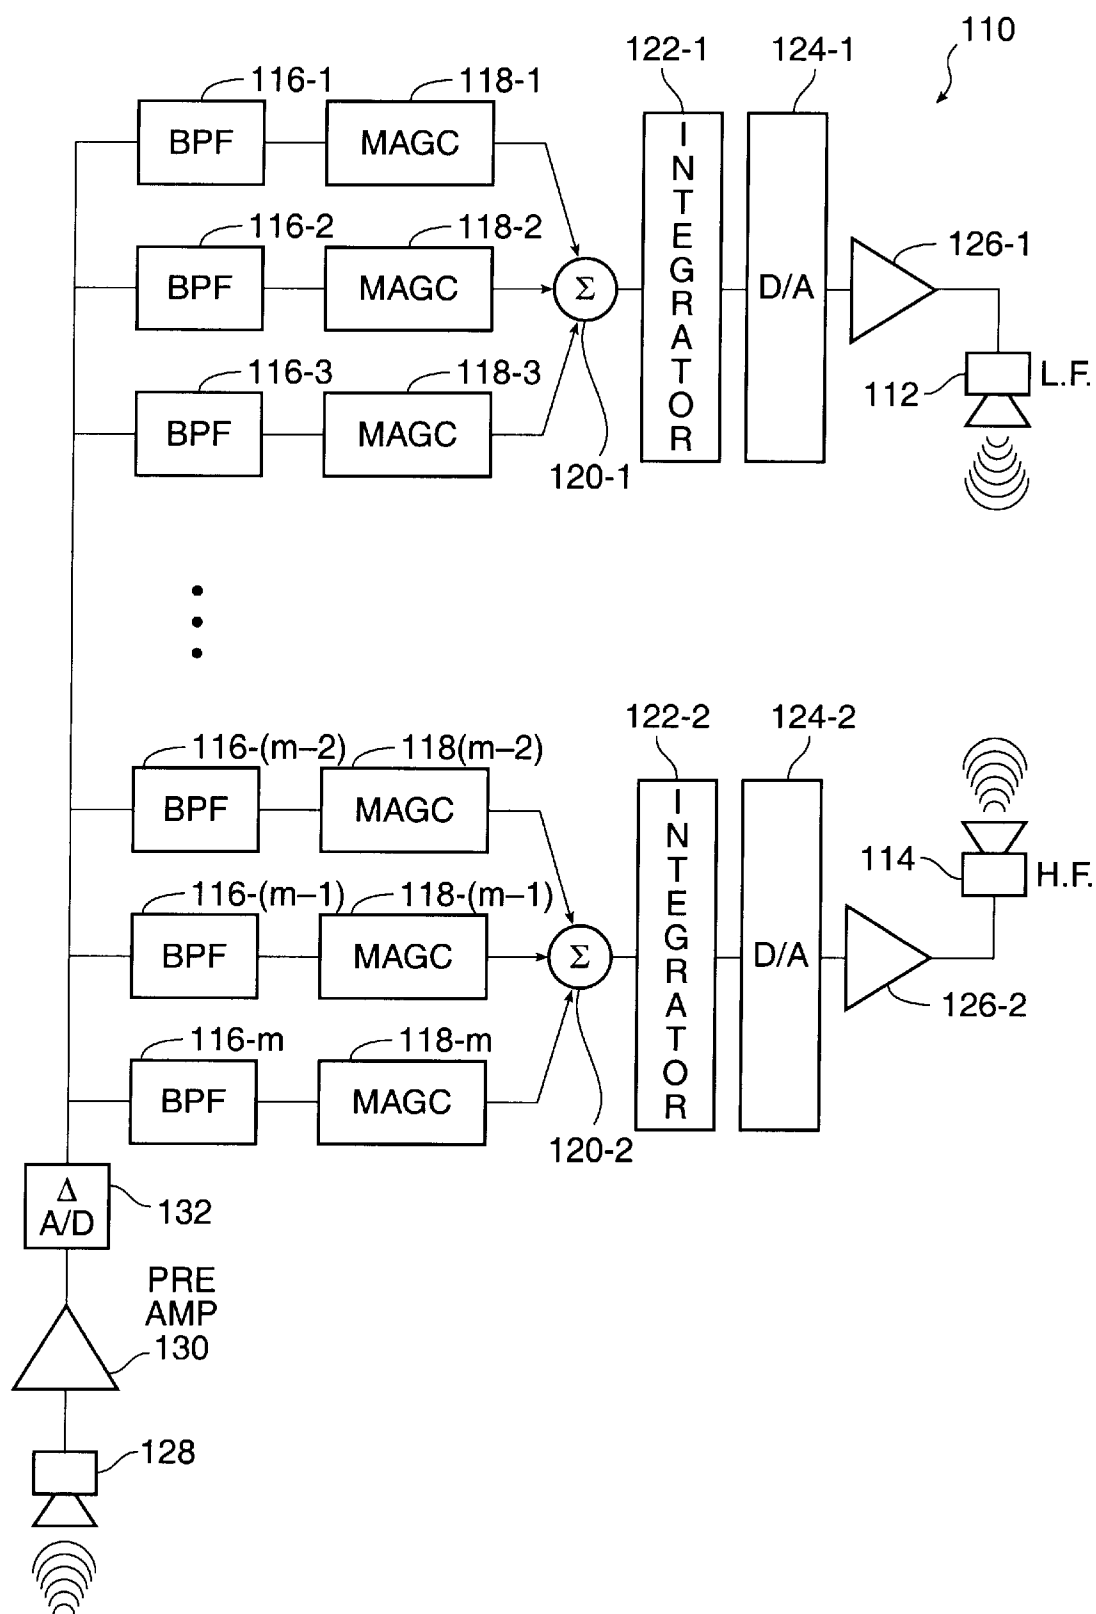 110
122-1
124-1
116-1
118-1
BPF
MAGC
116-2
118-2
BPF
MAGC
116-3
118-3
BPF
MAGC
Σ
120-1
INTEGRATOR
D/A
126-1
112
L.F.
116-(m–2)
118(m–2)
BPF
MAGC
116-(m–1)
118-(m–1)
BPF
MAGC
116-m
118-m
BPF
MAGC
Σ
120-2
122-2
INTEGRATOR
124-2
D/A
126-2
114
H.F.
Δ
A/D
132
PRE
AMP
130
128